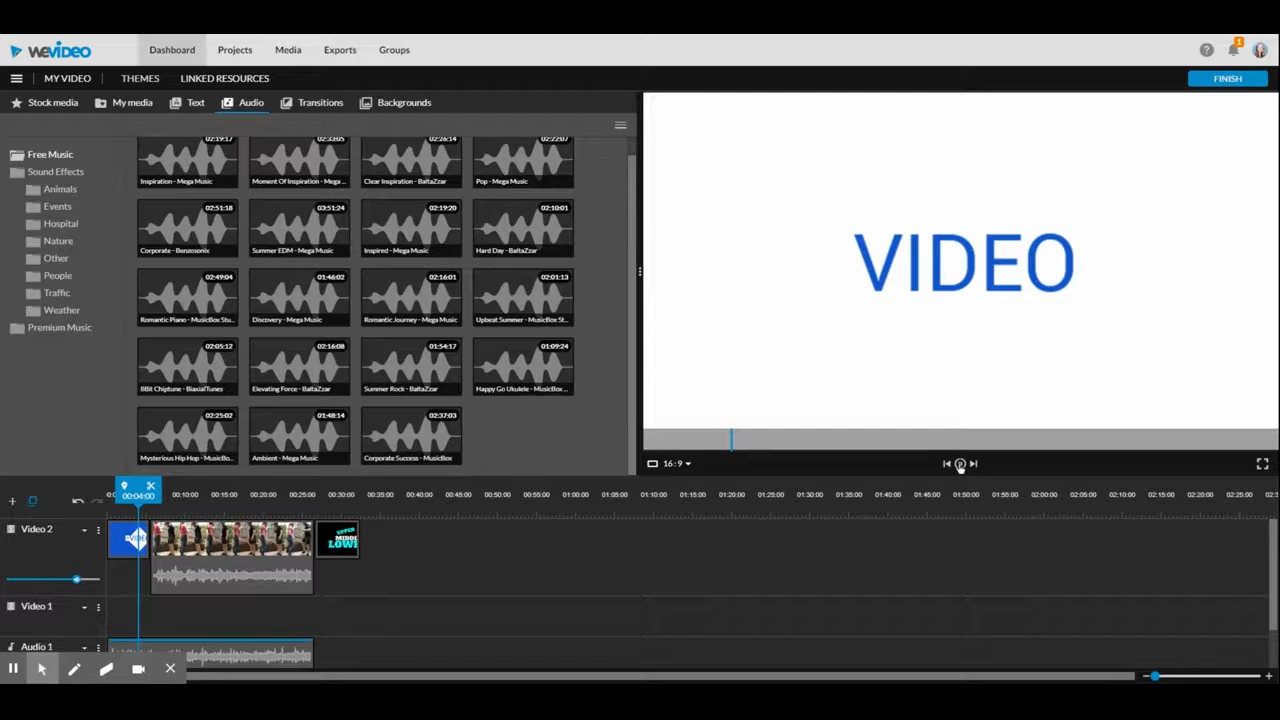 wevideo
Dashboard Projects Media Exports Groups
1
MY VIDEO THEMES LINKED RESOURCES
FINISH
Stock media My media Text Audio Transitions Backgrounds
Free Music
Sound Effects
Animals
Events
Hospital
Nature
Other
People
Traffic
Weather
Premium Music
02:19:17 02:33:05 02:26:14 02:22:07
Inspiration - Mega Music Moment Of Inspiration - Mega ... Clear Inspiration - BaltaZzar Pop - Mega Music
02:51:18 03:51:24 02:19:20 02:10:01
Corporate - Benzosonix Summer EDM - Mega Music Inspired - Mega Music Hard Day - BaltaZzar
02:49:04 01:46:02 02:16:01 02:01:13
Romantic Piano - MusicBox Stu... Discovery - Mega Music Romantic Journey - Mega Music Upbeat Summer - MusicBox St...
02:05:12 02:16:08 01:54:17 01:09:24
8Bit Chiptune - BiaxialTunes Elevating Force - BaltaZzar Summer Rock - BaltaZzar Happy Go Ukulele - MusicBox...
02:25:02 01:48:14 02:37:03
Mysterious Hip Hop - MusicBo... Ambient - Mega Music Corporate Success - MusicBox
VIDEO
16:9
00:04:00
00:10:00 00:15:00 00:20:00 00:25:00 00:30:00 00:35:00 00:40:00 00:45:00 00:50:00 00:55:00 01:00:00 01:05:00 01:10:00 01:15:00 01:20:00 01:25:00 01:30:00 01:35:00 01:40:00 01:45:00 01:50:00 01:55:00 02:00:00 02:05:00 02:10:00 02:15:00 02:20:00 02:25:00
Video 2
Video 1
Audio 1